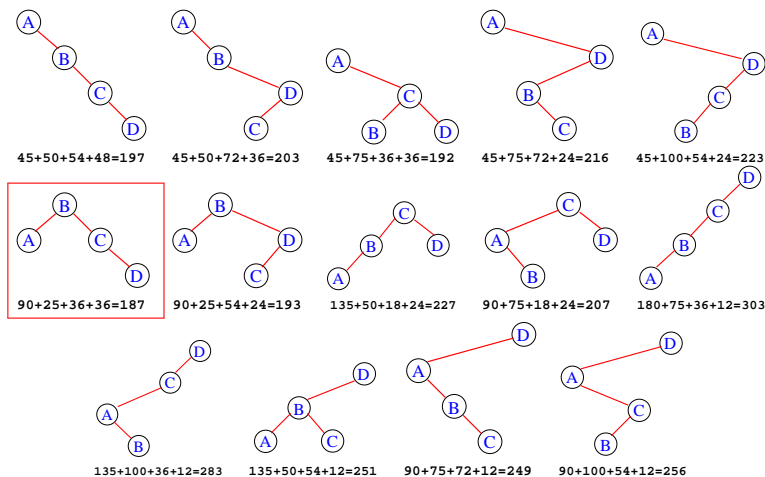 A
B
C
D
45+50+54+48=197
A
B
D
C
45+50+72+36=203
A
C
B
D
45+75+36+36=192
A
D
B
C
45+75+72+24=216
A
D
C
B
45+100+54+24=223
B
A
C
D
90+25+36+36=187
B
A
D
C
90+25+54+24=193
C
B
D
A
135+50+18+24=227
C
A
D
B
90+75+18+24=207
D
C
B
A
180+75+36+12=303
D
C
A
B
135+100+36+12=283
D
B
A
C
135+50+54+12=251
D
A
B
C
90+75+72+12=249
D
A
C
B
90+100+54+12=256